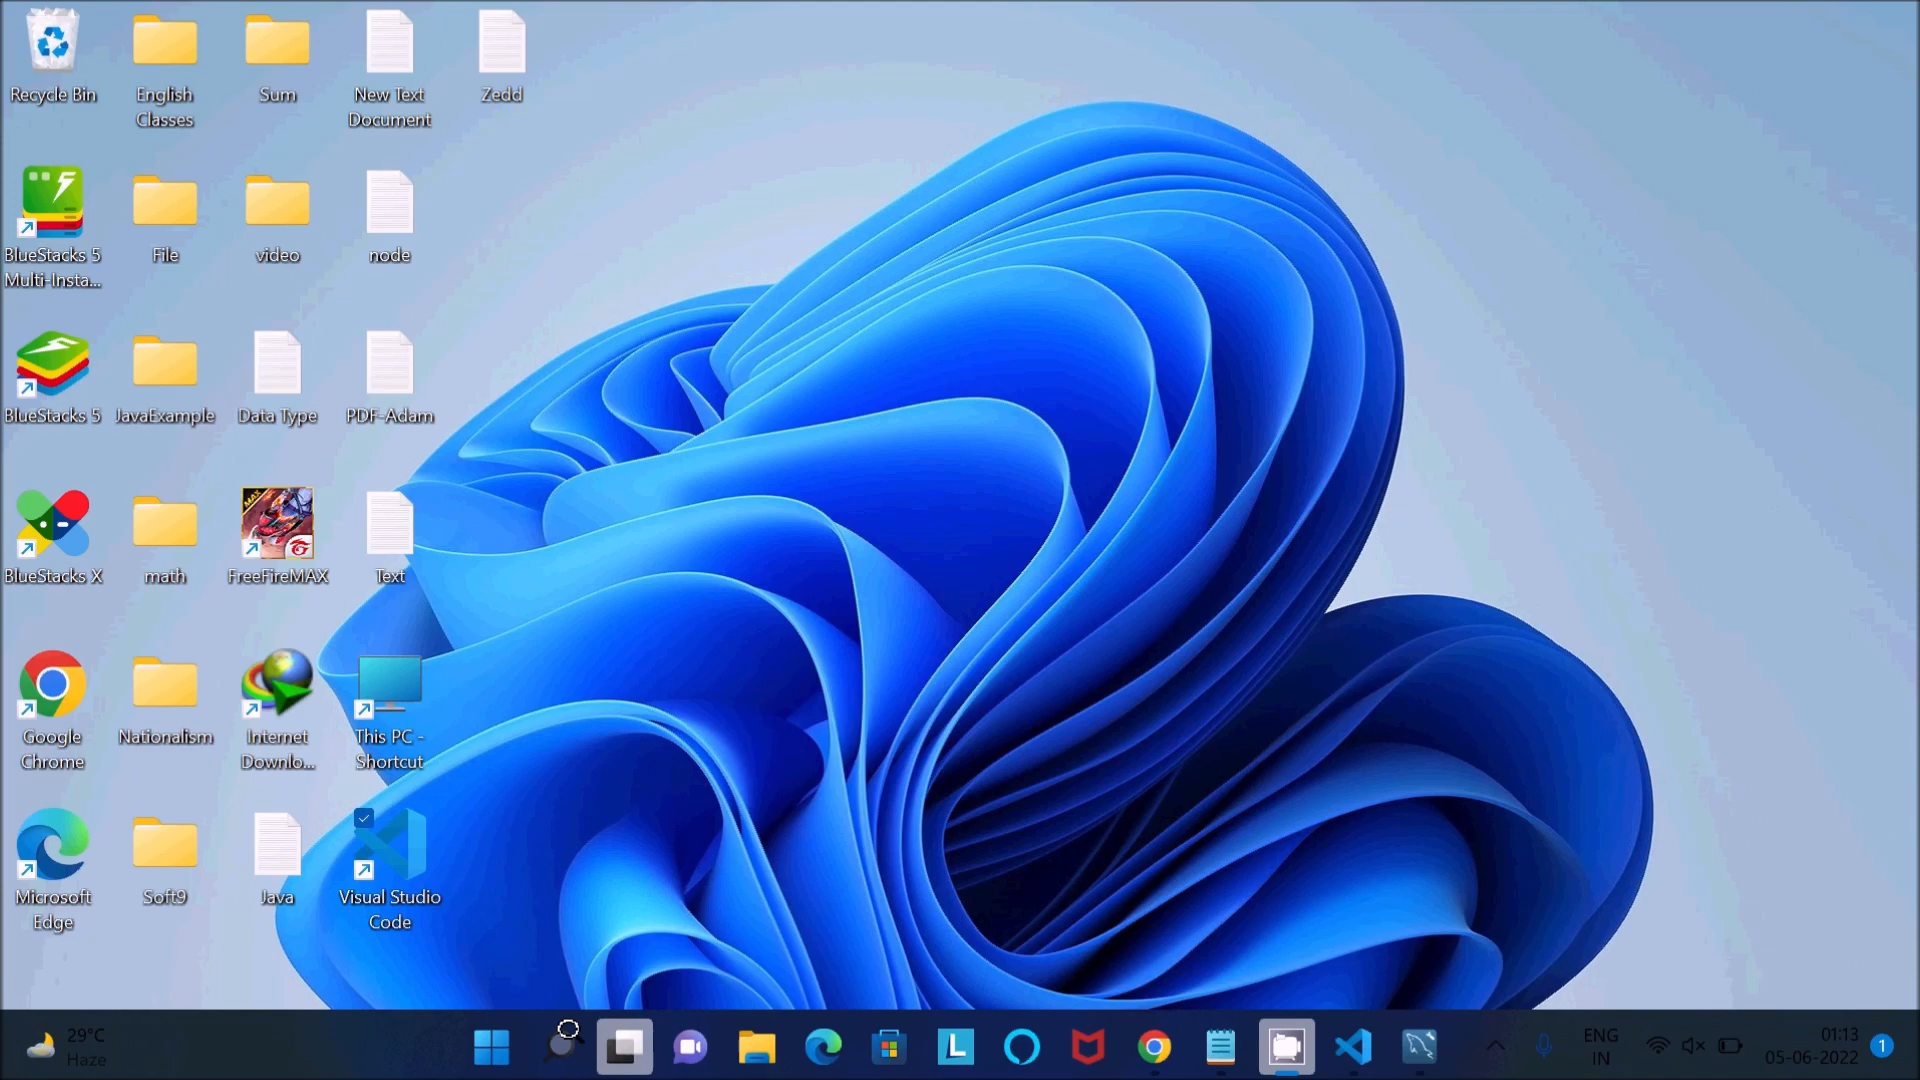 Recycle Bin
English
Classes
Sum
New Text
Document
Zedd
BlueStacks 5
Multi-Insta...
File
video
node
BlueStacks 5
JavaExample
Data Type
PDF-Adam
BlueStacks X
math
MAX
FreeFireMAX
Text
Google
Chrome
Nationalism
Internet
Downlo...
This PC -
Shortcut
Microsoft
Edge
Soft9
Java
Visual Studio
Code
29°C
Haze
L
ENG
IN
01:13
05-06-2022
1